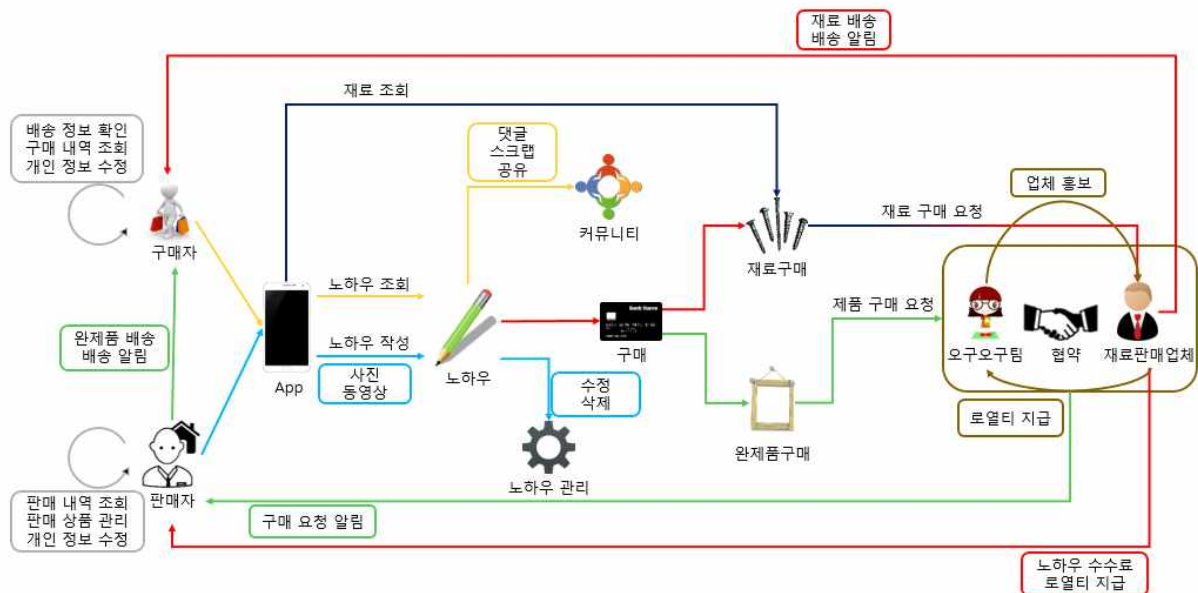 재료 배송
배송 알림
재료 조회
배송 정보 확인
구매 내역 조회
개인 정보 수정
댓글
스크랩
공유
업체 홍보
커뮤니티
재료 구매 요청
구매자
재료구매
노하우 조회
제품 구매 요청
완제품 배송
배송 알림
노하우 작성
구매
오구오구팀
협약
재료판매업체
App
사진
동영상
노하우
수정
삭제
로열티 지급
완제품구매
노하우 관리
판매자
판매 내역 조회
판매 상품 관리
개인 정보 수정
구매 요청 알림
노하우 수수료
로열티 지급